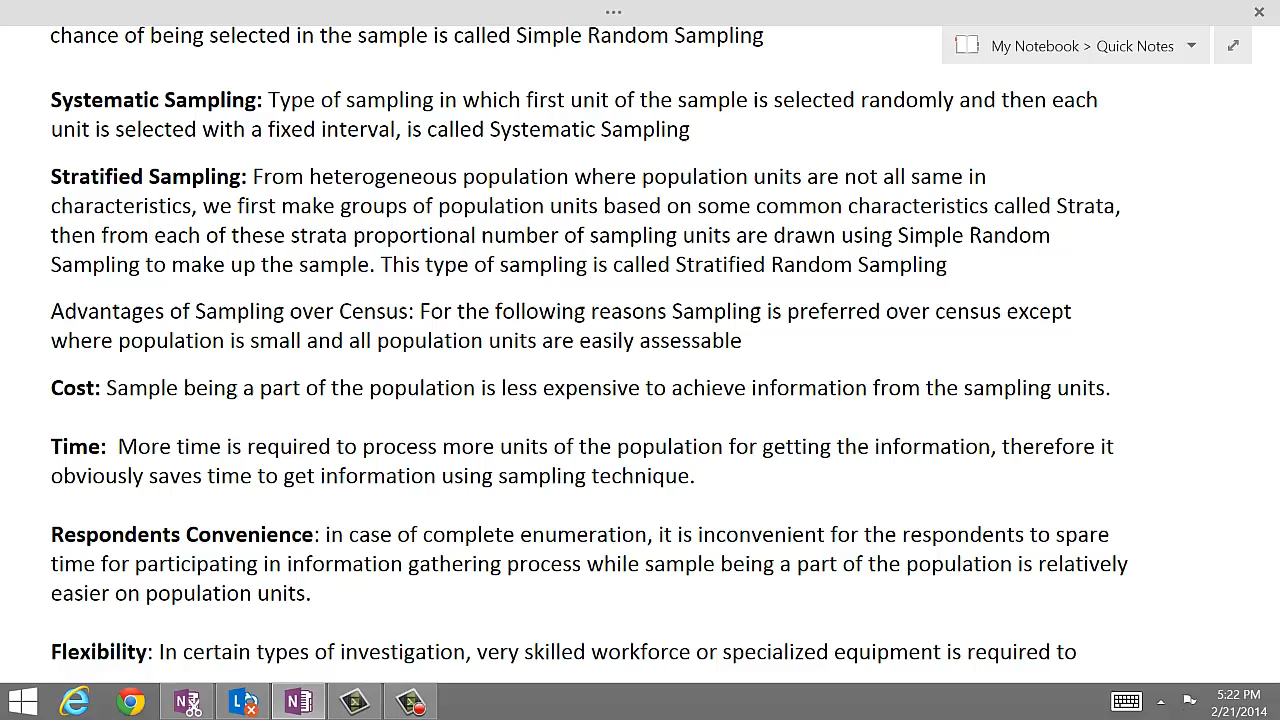 chance of being selected in the sample is called Simple Random Sampling
My Notebook > Quick Notes
Systematic Sampling: Type of sampling in which first unit of the sample is selected randomly and then each
unit is selected with a fixed interval, is called Systematic Sampling
Stratified Sampling: From heterogeneous population where population units are not all same in
characteristics, we first make groups of population units based on some common characteristics called Strata,
then from each of these strata proportional number of sampling units are drawn using Simple Random
Sampling to make up the sample. This type of sampling is called Stratified Random Sampling
Advantages of Sampling over Census: For the following reasons Sampling is preferred over census except
where population is small and all population units are easily assessable
Cost: Sample being a part of the population is less expensive to achieve information from the sampling units.
Time:  More time is required to process more units of the population for getting the information, therefore it
obviously saves time to get information using sampling technique.
Respondents Convenience: in case of complete enumeration, it is inconvenient for the respondents to spare
time for participating in information gathering process while sample being a part of the population is relatively
easier on population units.
Flexibility: In certain types of investigation, very skilled workforce or specialized equipment is required to
5:22 PM
2/21/2014